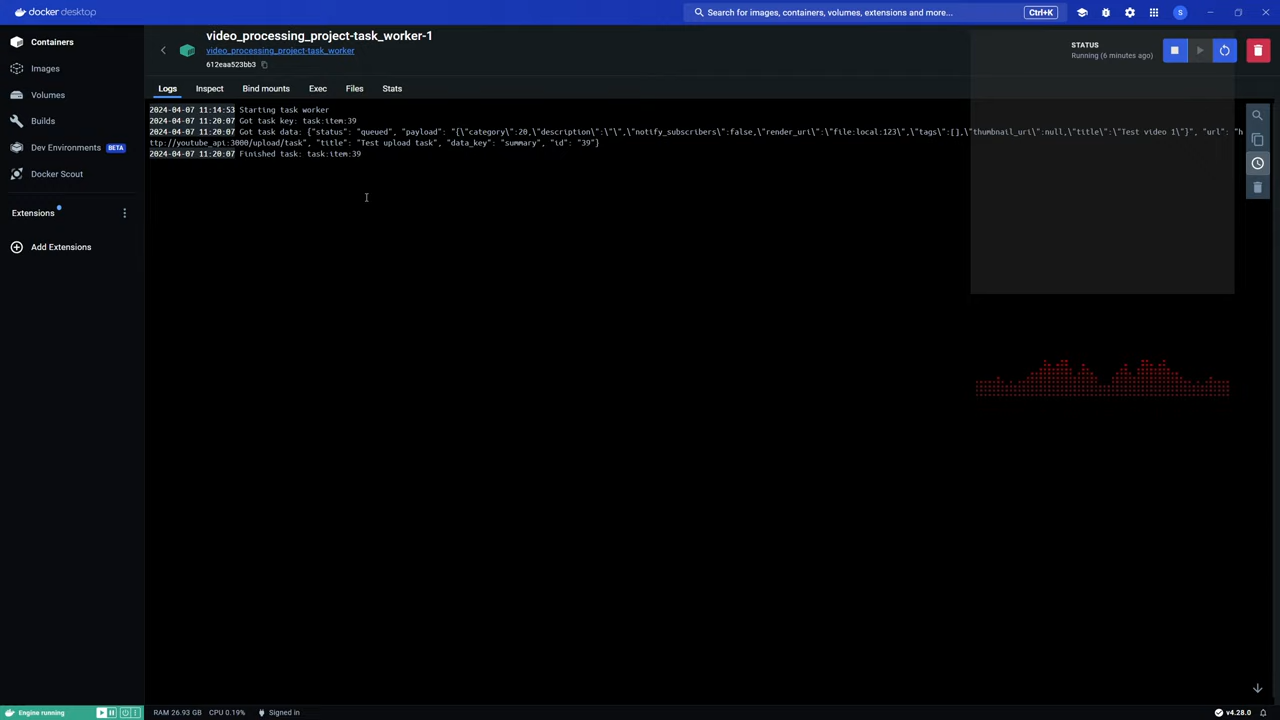 docker desktop
Search for images, containers, volumes, extensions and more...
Ctrl+K
S
Containers
Images
Volumes
Builds
Dev Environments
BETA
Docker Scout
Extensions
Add Extensions
video_processing_project-task_worker-1
video_processing_project-task_worker
612eaa523bb3
STATUS
Running (6 minutes ago)
Logs
Inspect
Bind mounts
Exec
Files
Stats
2024-04-07 11:14:53 Starting task worker
2024-04-07 11:20:07 Got task key: task:item:39
2024-04-07 11:20:07 Got task data: {"status": "queued", "payload": "{\"category\":20,\"description\":\"\",\"notify_subscribers\":false,\"render_uri\":\"file:local:123\",\"tags\":[],\"thumbnail_uri\":null,\"title\":\"Test video 1\"}", "url": "h
ttp://youtube_api:3000/upload/task", "title": "Test upload task", "data_key": "summary", "id": "39"}
2024-04-07 11:20:07 Finished task: task:item:39
Engine running
RAM 26.93 GB
CPU 0.19%
Signed in
v4.28.0